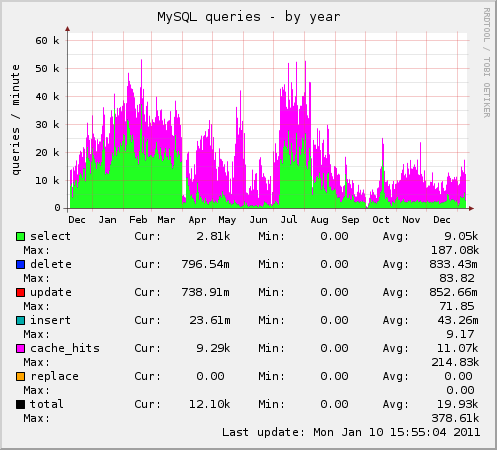 MySQL queries - by year
RRDTOOL / TOBI OETIKER
queries / minute
60 k
50 k
40 k
30 k
20 k
10 k
0
Dec Jan Feb Mar Apr May Jun Jul Aug Sep Oct Nov Dec
select Cur: 2.81k Min: 0.00 Avg: 9.05k
Max: 187.08k
delete Cur: 796.54m Min: 0.00 Avg: 833.43m
Max: 83.82
update Cur: 738.91m Min: 0.00 Avg: 852.66m
Max: 71.85
insert Cur: 23.61m Min: 0.00 Avg: 43.26m
Max: 9.17
cache_hits Cur: 9.29k Min: 0.00 Avg: 11.07k
Max: 214.83k
replace Cur: 0.00 Min: 0.00 Avg: 0.00
Max: 0.00
total Cur: 12.10k Min: 0.00 Avg: 19.93k
Max: 378.61k
Last update: Mon Jan 10 15:55:04 2011